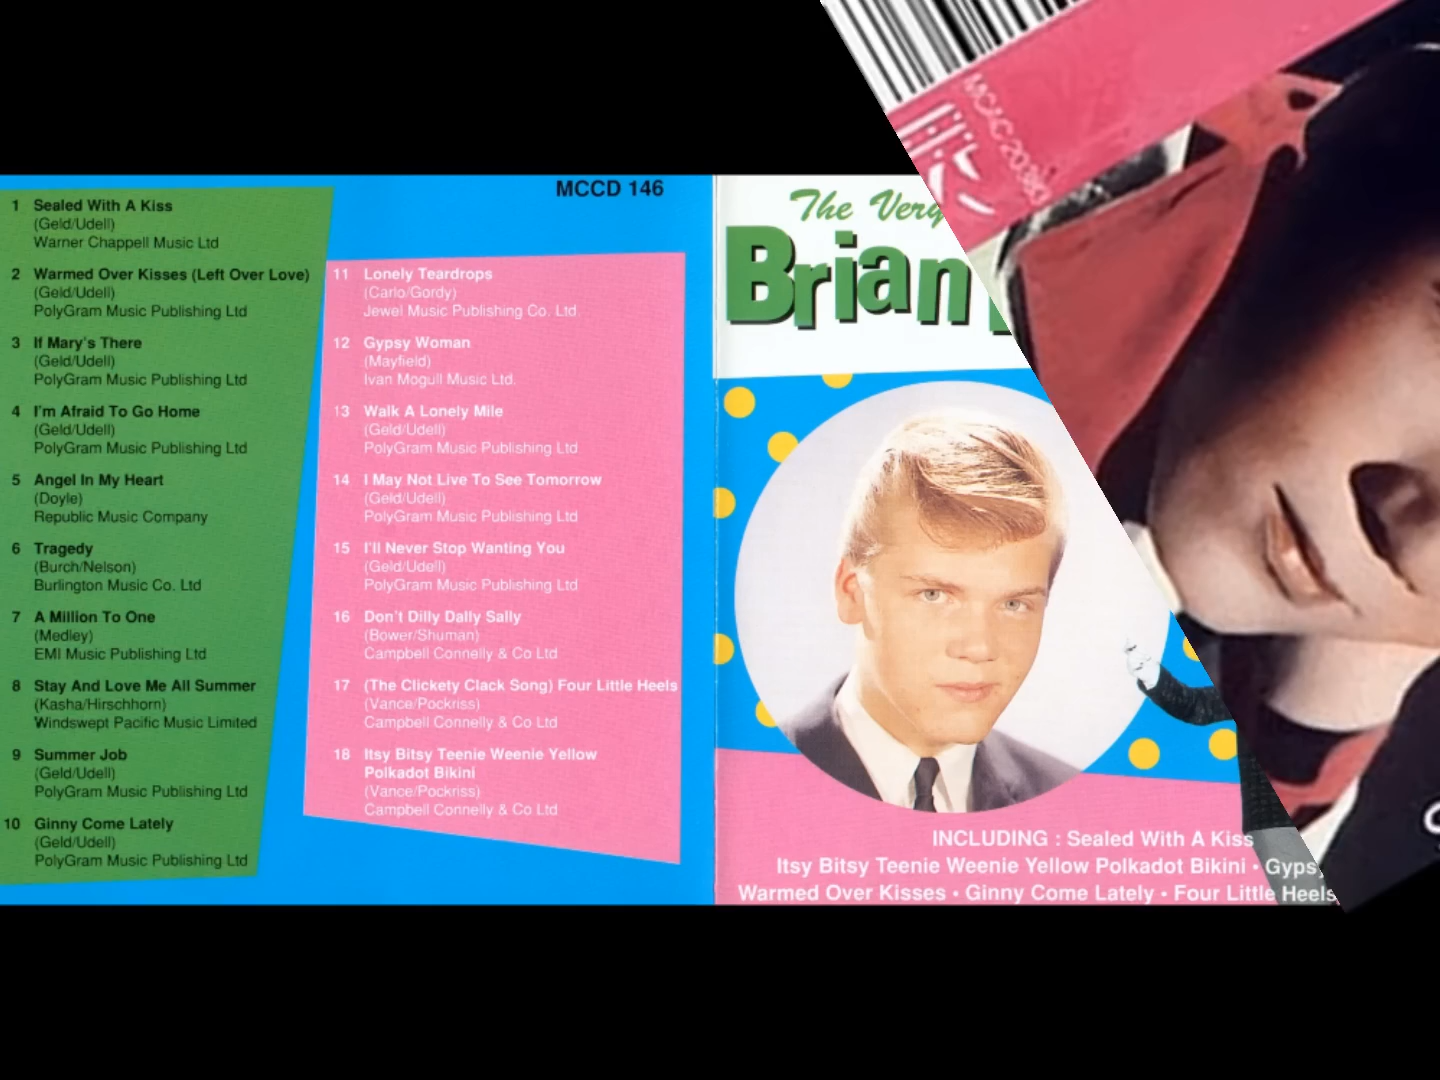 MCCD 146
1 Sealed With A Kiss
(Geld/Udell)
Warner Chappell Music Ltd
2 Warmed Over Kisses (Left Over Love)
(Geld/Udell)
PolyGram Music Publishing Ltd
3 If Mary's There
(Geld/Udell)
PolyGram Music Publishing Ltd
4 I'm Afraid To Go Home
(Geld/Udell)
PolyGram Music Publishing Ltd
5 Angel In My Heart
(Doyle)
Republic Music Company
6 Tragedy
(Burch/Nelson)
Burlington Music Co. Ltd
7 A Million To One
(Medley)
EMI Music Publishing Ltd
8 Stay And Love Me All Summer
(Kasha/Hirschhorn)
Windswept Pacific Music Limited
9 Summer Job
(Geld/Udell)
PolyGram Music Publishing Ltd
10 Ginny Come Lately
(Geld/Udell)
PolyGram Music Publishing Ltd
11 Lonely Teardrops
(Carlo/Gordy)
Jewel Music Publishing Co. Ltd.
12 Gypsy Woman
(Mayfield)
Ivan Mogull Music Ltd.
13 Walk A Lonely Mile
(Geld/Udell)
PolyGram Music Publishing Ltd
14 I May Not Live To See Tomorrow
(Geld/Udell)
PolyGram Music Publishing Ltd
15 I'll Never Stop Wanting You
(Geld/Udell)
PolyGram Music Publishing Ltd
16 Don't Dilly Dally Sally
(Bower/Shuman)
Campbell Connelly & Co Ltd
17 (The Clickety Clack Song) Four Little Heels
(Vance/Pockriss)
Campbell Connelly & Co Ltd
18 Itsy Bitsy Teenie Weenie Yellow
Polkadot Bikini
(Vance/Pockriss)
Campbell Connelly & Co Ltd
The Very
Brian
INCLUDING : Sealed With A Kiss
Itsy Bitsy Teenie Weenie Yellow Polkadot Bikini • Gyps
Warmed Over Kisses • Ginny Come Lately • Four Little Heels